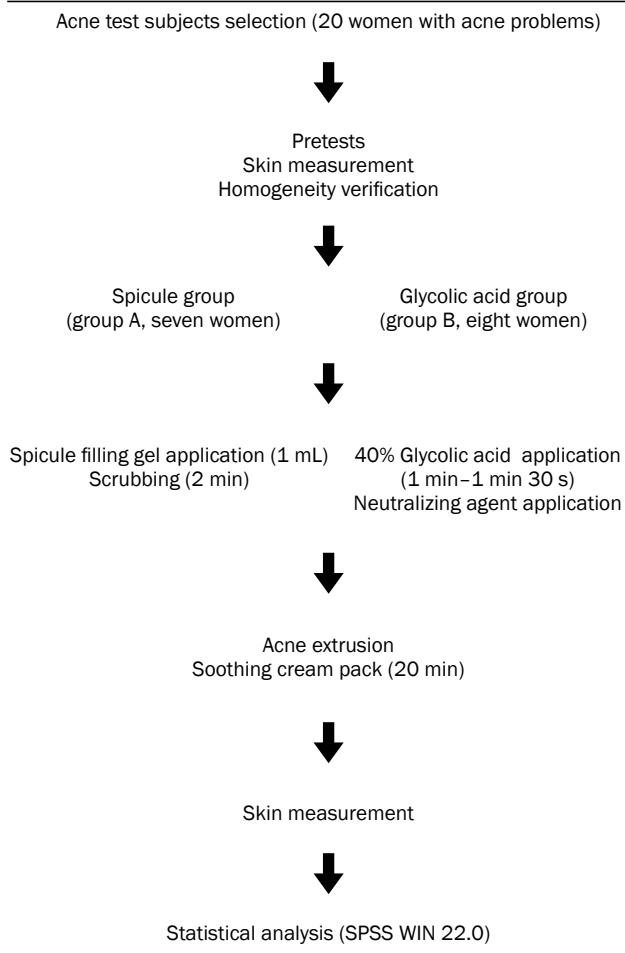 Acne test subjects selection (20 women with acne problems)
Pretests
Skin measurement
Homogeneity verification
Spicule group
(group A, seven women)
Glycolic acid group
(group B, eight women)
Spicule filling gel application (1 mL)
Scrubbing (2 min)
40% Glycolic acid application
(1 min–1 min 30 s)
Neutralizing agent application
Acne extrusion
Soothing cream pack (20 min)
Skin measurement
Statistical analysis (SPSS WIN 22.0)